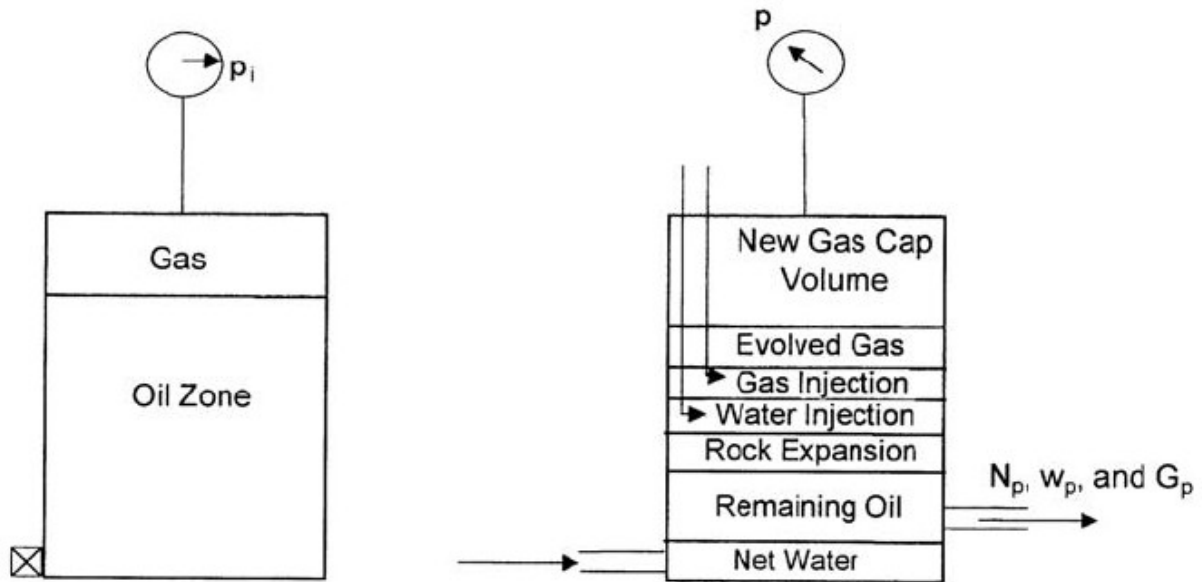 p i
Gas
Oil Zone
p
New Gas Cap
Volume
Evolved Gas
Gas Injection
Water Injection
Rock Expansion
Remaining Oil
Net Water
Np, wp, and Gp